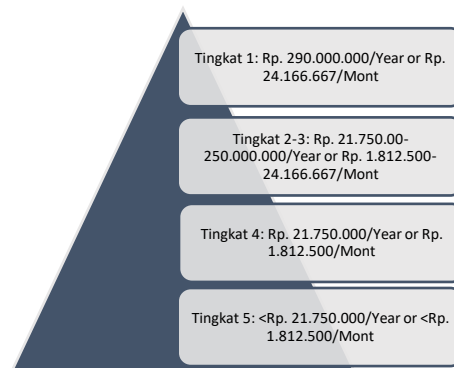 Tingkat 1: Rp. 290.000.000/Year or Rp.
24.166.667/Mont
Tingkat 2-3: Rp. 21.750.00-
250.000.000/Year or Rp. 1.812.500-
24.166.667/Mont
Tingkat 4: Rp. 21.750.000/Year or Rp.
1.812.500/Mont
Tingkat 5: <Rp. 21.750.000/Year or <Rp.
1.812.500/Mont